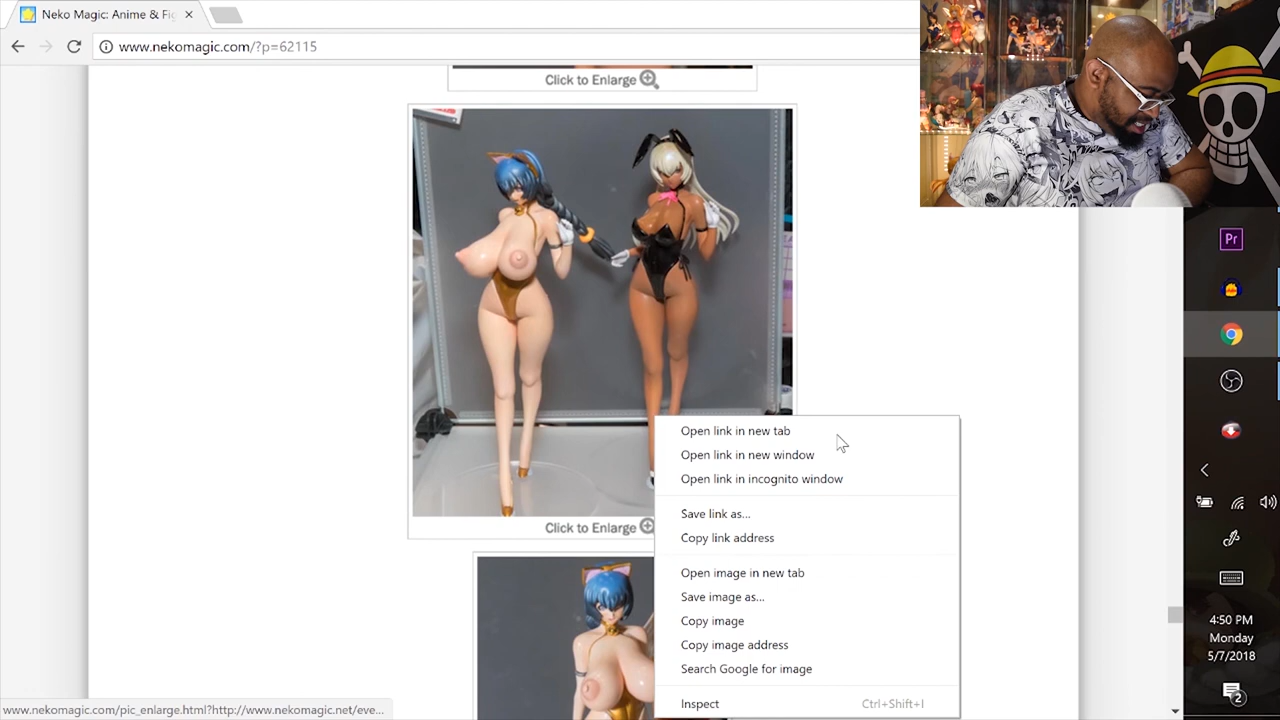 Neko Magic: Anime & Fig
www.nekomagic.com/?p=62115
Click to Enlarge
Click to Enlarge
Open link in new tab
Open link in new window
Open link in incognito window
Save link as...
Copy link address
Open image in new tab
Save image as...
Copy image
Copy image address
Search Google for image
Inspect Ctrl+Shift+I
www.nekomagic.com/pic_enlarge.html?http://www.nekomagic.net/eve...
Pr
4:50 PM
Monday
5/7/2018
2